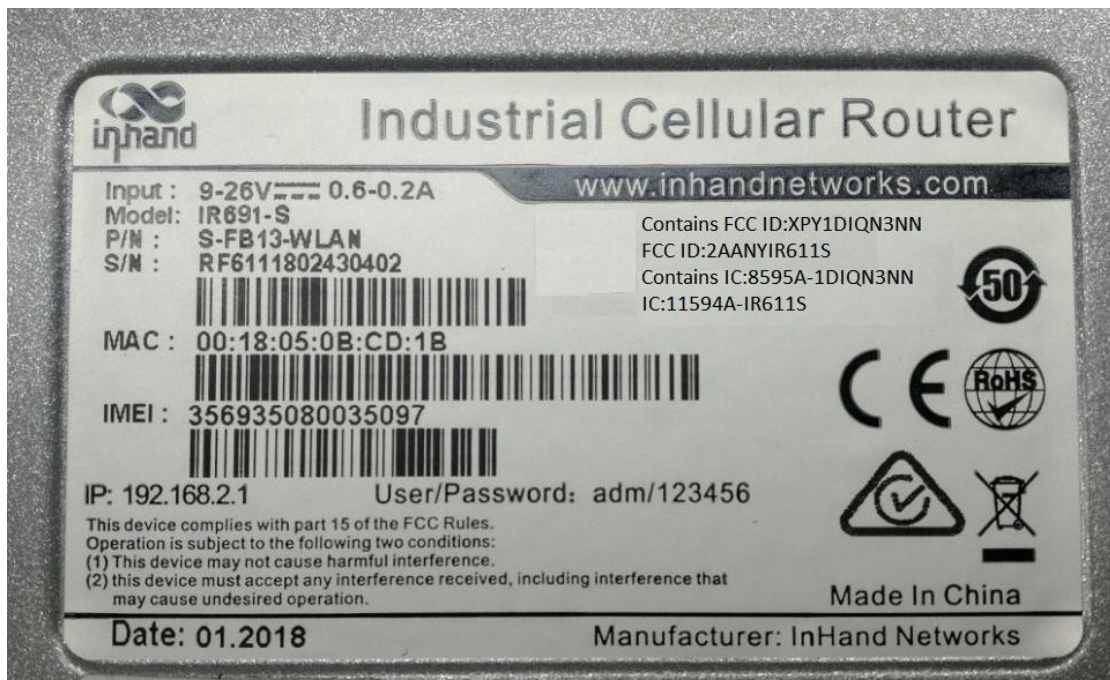 inhand
Industrial Cellular Router
www.inhandnetworks.com
Input : 9-26V 0.6-0.2A
Model: IR691-S
P/N : S-FB13-WLAN
S/N : RF6111802430402
Contains FCC ID:XPY1DIQN3NN
FCC ID:2AANYIR611S
Contains IC:8595A-1DIQN3NN
IC:11594A-IR611S
50
MAC : 00:18:05:0B:CD:1B
CE
RoHS
IMEI : 356935080035097
IP: 192.168.2.1 User/Password: adm/123456
This device complies with part 15 of the FCC Rules.
Operation is subject to the following two conditions:
(1) This device may not cause harmful interference.
(2) this device must accept any interference received, including interference that
may cause undesired operation.
Made In China
Date: 01.2018 Manufacturer: InHand Networks